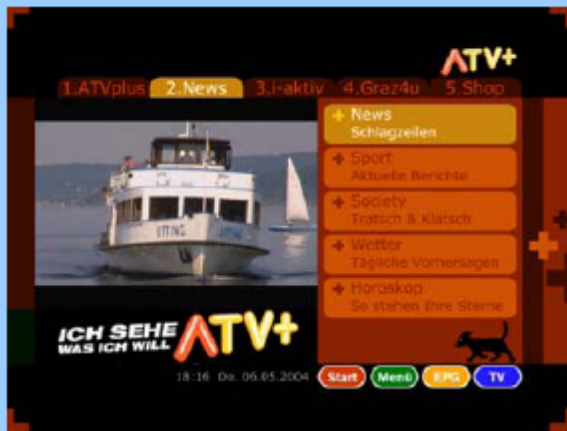 ATV+
1.ATVplus 2.News 3.i-aktiv 4.Graz4u 5.Shop
+ News
Schlagzeilen
+ Sport
Aktuelle Berichte
+ Society
Tratsch & Klatsch
+ Wetter
Tägliche Vorhersagen
+ Horoskop
So stehen Ihre Sterne
UTTING
ICH SEHE
WAS ICH WILL
ATV+
18:16 Do. 06.05.2004 Start Menü EPG TV